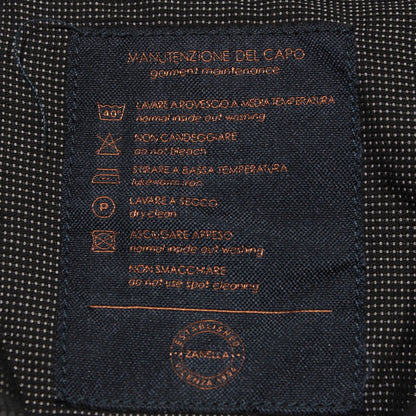 MANUTENZIONE DEL CAPO
garment maintenance
40°
LAVARE A ROVESCIO A MEDIA TEMPERATURA
normal inside out washing
NON CANDEGGIARE
do not bleach
STIRARE A BASSA TEMPERATURA
lukewarm iron
P
LAVARE A SECCO
dry clean
ASCIUGARE APPESO
normal inside out washing
NON SMACCHIARE
do not use spot cleaning
ESTABLISHED
ZANELLA
VICENZA